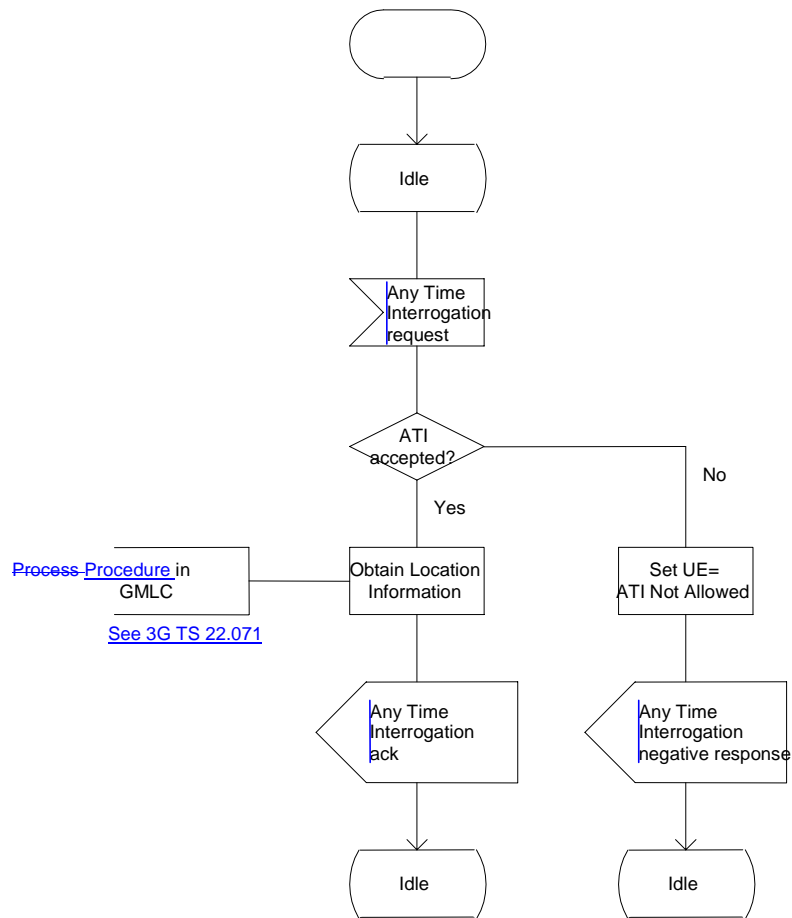 Idle
Any Time
Interrogation
request
ATI
accepted?
No
Yes
Process Procedure in
GMLC
See 3G TS 22.071
Obtain Location
Information
Set UE=
ATI Not Allowed
Any Time
Interrogation
ack
Any Time
Interrogation
negative response
Idle
Idle